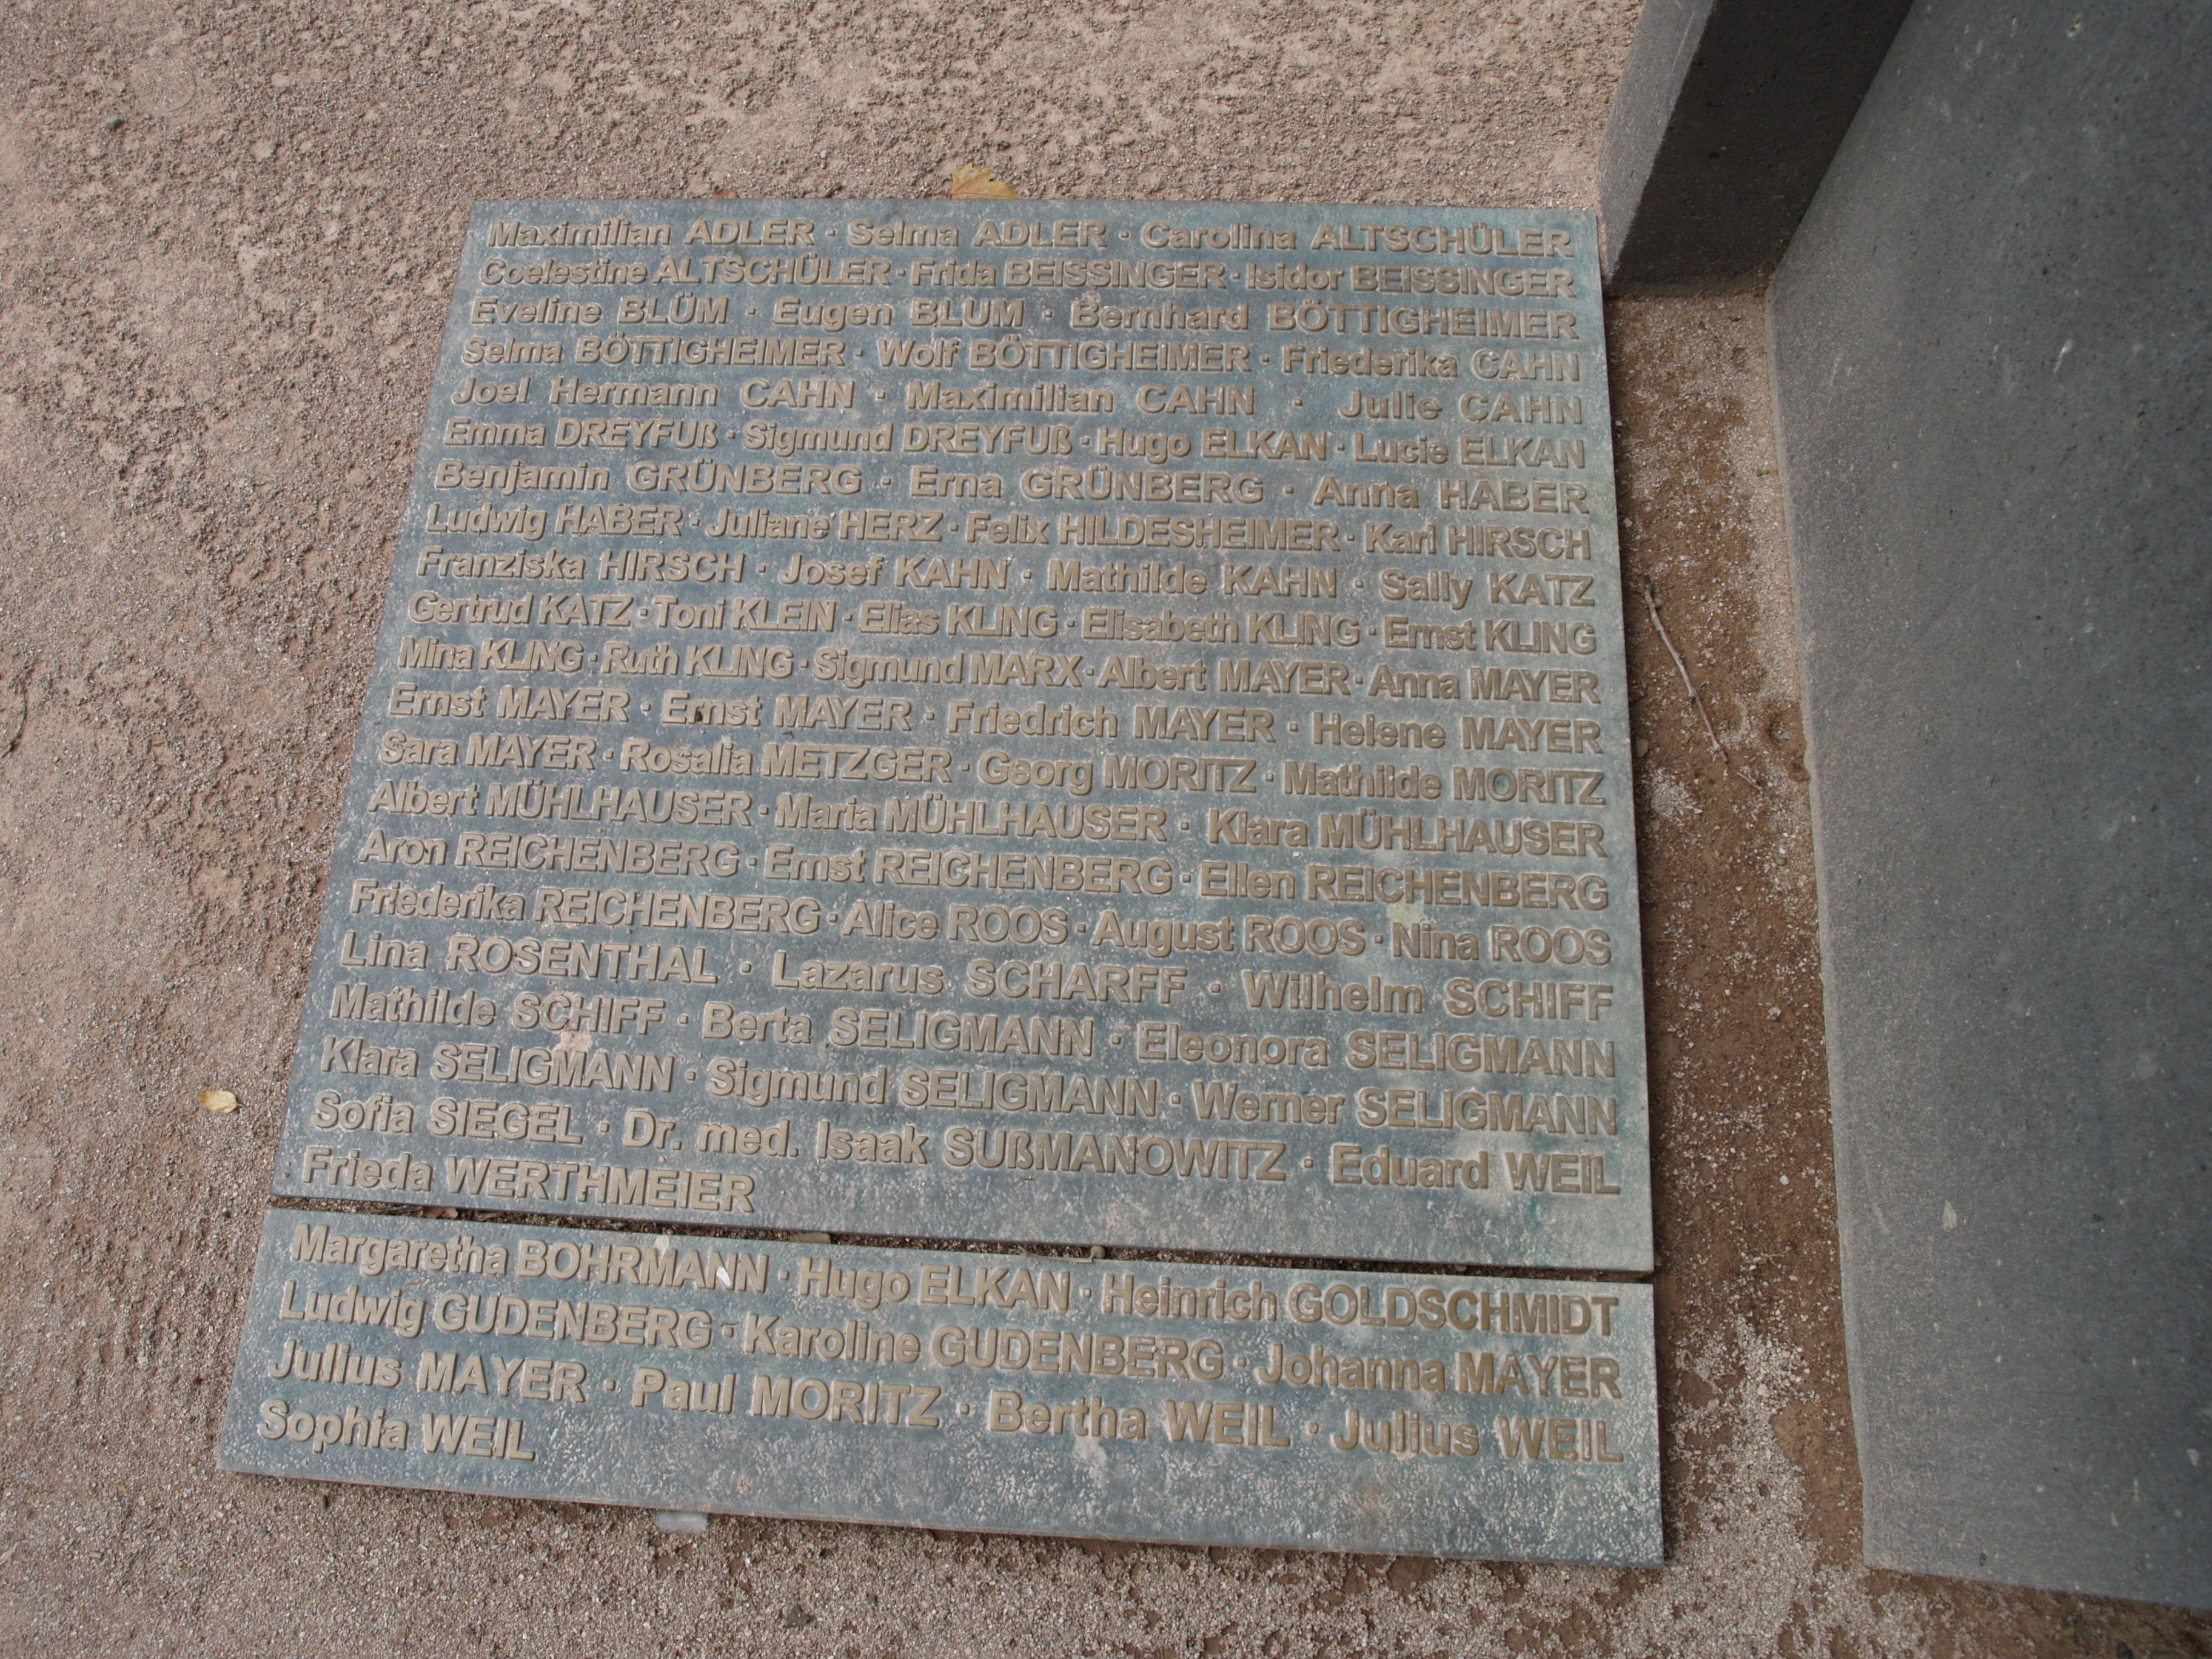 Maximilian ADLER · Selma ADLER · Carolina ALTSCHÜLER
Coelestine ALTSCHÜLER · Frida BEISSINGER · Isidor BEISSINGER
Eveline BLÜM · Eugen BLUM · Bernhard BÖTTIGHEIMER
Selma BÖTTIGHEIMER · Wolf BÖTTIGHEIMER · Friederika CAHN
Joel Hermann CAHN · Maximilian CAHN · Julie CAHN
Emma DREYFUß · Sigmund DREYFUß · Hugo ELKAN · Lucie ELKAN
Benjamin GRÜNBERG · Erna GRÜNBERG · Anna HABER
Ludwig HABER · Juliane HERZ · Felix HILDESHEIMER · Karl HIRSCH
Franziska HIRSCH · Josef KAHN · Mathilde KAHN · Sally KATZ
Gertrud KATZ · Toni KLEIN · Elias KLING · Elisabeth KLING · Ernst KLING
Mina KLING · Ruth KLING · Sigmund MARX · Albert MAYER · Anna MAYER
Ernst MAYER · Ernst MAYER · Friedrich MAYER · Helene MAYER
Sara MAYER · Rosalia METZGER · Georg MORITZ · Mathilde MORITZ
Albert MÜHLHAUSER · Maria MÜHLHAUSER · Klara MÜHLHAUSER
Aron REICHENBERG · Ernst REICHENBERG · Ellen REICHENBERG
Friederika REICHENBERG · Alice ROOS · August ROOS · Nina ROOS
Lina ROSENTHAL · Lazarus SCHARFF · Wilhelm SCHIFF
Mathilde SCHIFF · Berta SELIGMANN · Eleonora SELIGMANN
Klara SELIGMANN · Sigmund SELIGMANN · Werner SELIGMANN
Sofia SIEGEL · Dr. med. Isaak SUßMANOWITZ · Eduard WEIL
Frieda WERTHMEIER
Margaretha BOHRMANN · Hugo ELKAN · Heinrich GOLDSCHMIDT
Ludwig GUDENBERG · Karoline GUDENBERG · Johanna MAYER
Julius MAYER · Paul MORITZ · Bertha WEIL · Julius WEIL
Sophia WEIL